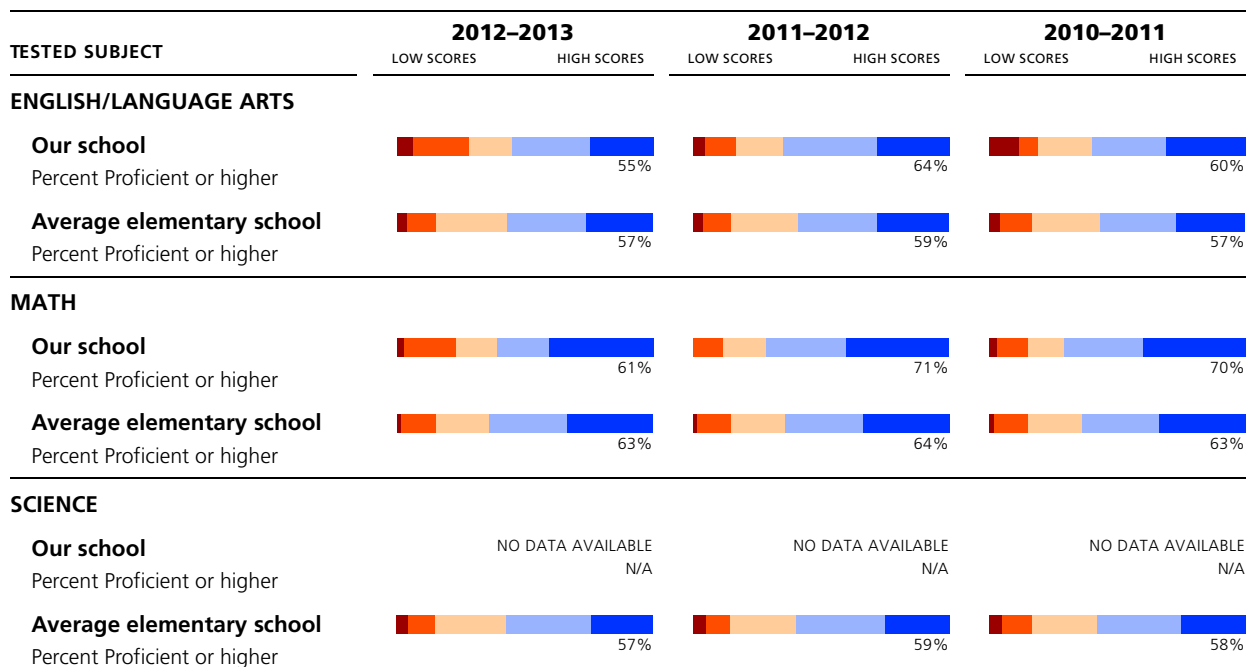 2012–2013 2011–2012 2010–2011
TESTED SUBJECT LOW SCORES HIGH SCORES LOW SCORES HIGH SCORES LOW SCORES HIGH SCORES
ENGLISH/LANGUAGE ARTS
Our school
Percent Proficient or higher 55% 64% 60%
Average elementary school
Percent Proficient or higher 57% 59% 57%
MATH
Our school
Percent Proficient or higher 61% 71% 70%
Average elementary school
Percent Proficient or higher 63% 64% 63%
SCIENCE
Our school NO DATA AVAILABLE NO DATA AVAILABLE NO DATA AVAILABLE
Percent Proficient or higher N/A N/A N/A
Average elementary school
Percent Proficient or higher 57% 59% 58%